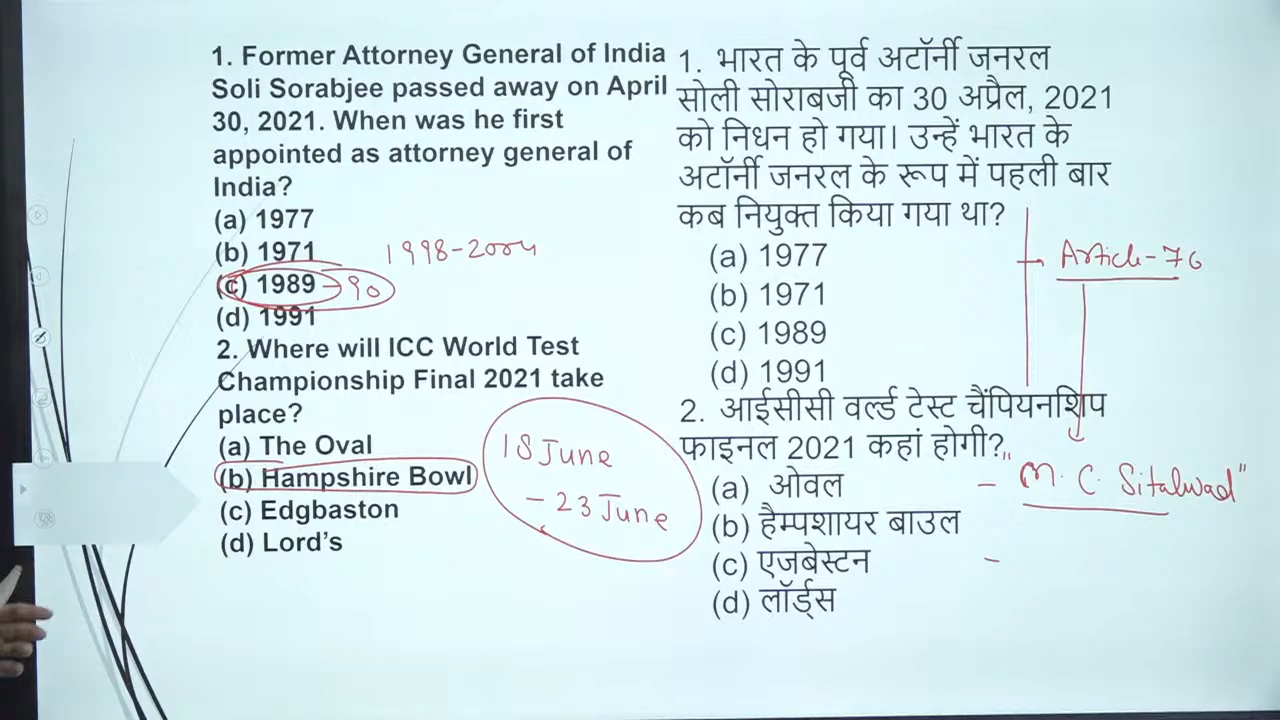 1. Former Attorney General of India
Soli Sorabjee passed away on April
30, 2021. When was he first
appointed as attorney general of
India?
(a) 1977
(b) 1971
1998-2004
(c) 1989
→ 90
(d) 1991
2. Where will ICC World Test
Championship Final 2021 take
place?
(a) The Oval
(b) Hampshire Bowl
(c) Edgbaston
(d) Lord's
18 June
- 23 June
1. भारत के पूर्व अटॉर्नी जनरल
सोली सोराबजी का 30 अप्रैल, 2021
को निधन हो गया। उन्हें भारत के
अटॉर्नी जनरल के रूप में पहली बार
कब नियुक्त किया गया था?
(a) 1977
(b) 1971
(c) 1989
(d) 1991
Article-76
2. आईसीसी वर्ल्ड टेस्ट चैंपियनशिप
फाइनल 2021 कहां होगी?
(a) ओवल
(b) हैम्पशायर बाउल
(c) एजबेस्टन
(d) लॉर्ड्स
- "M. C. Sitalwad"